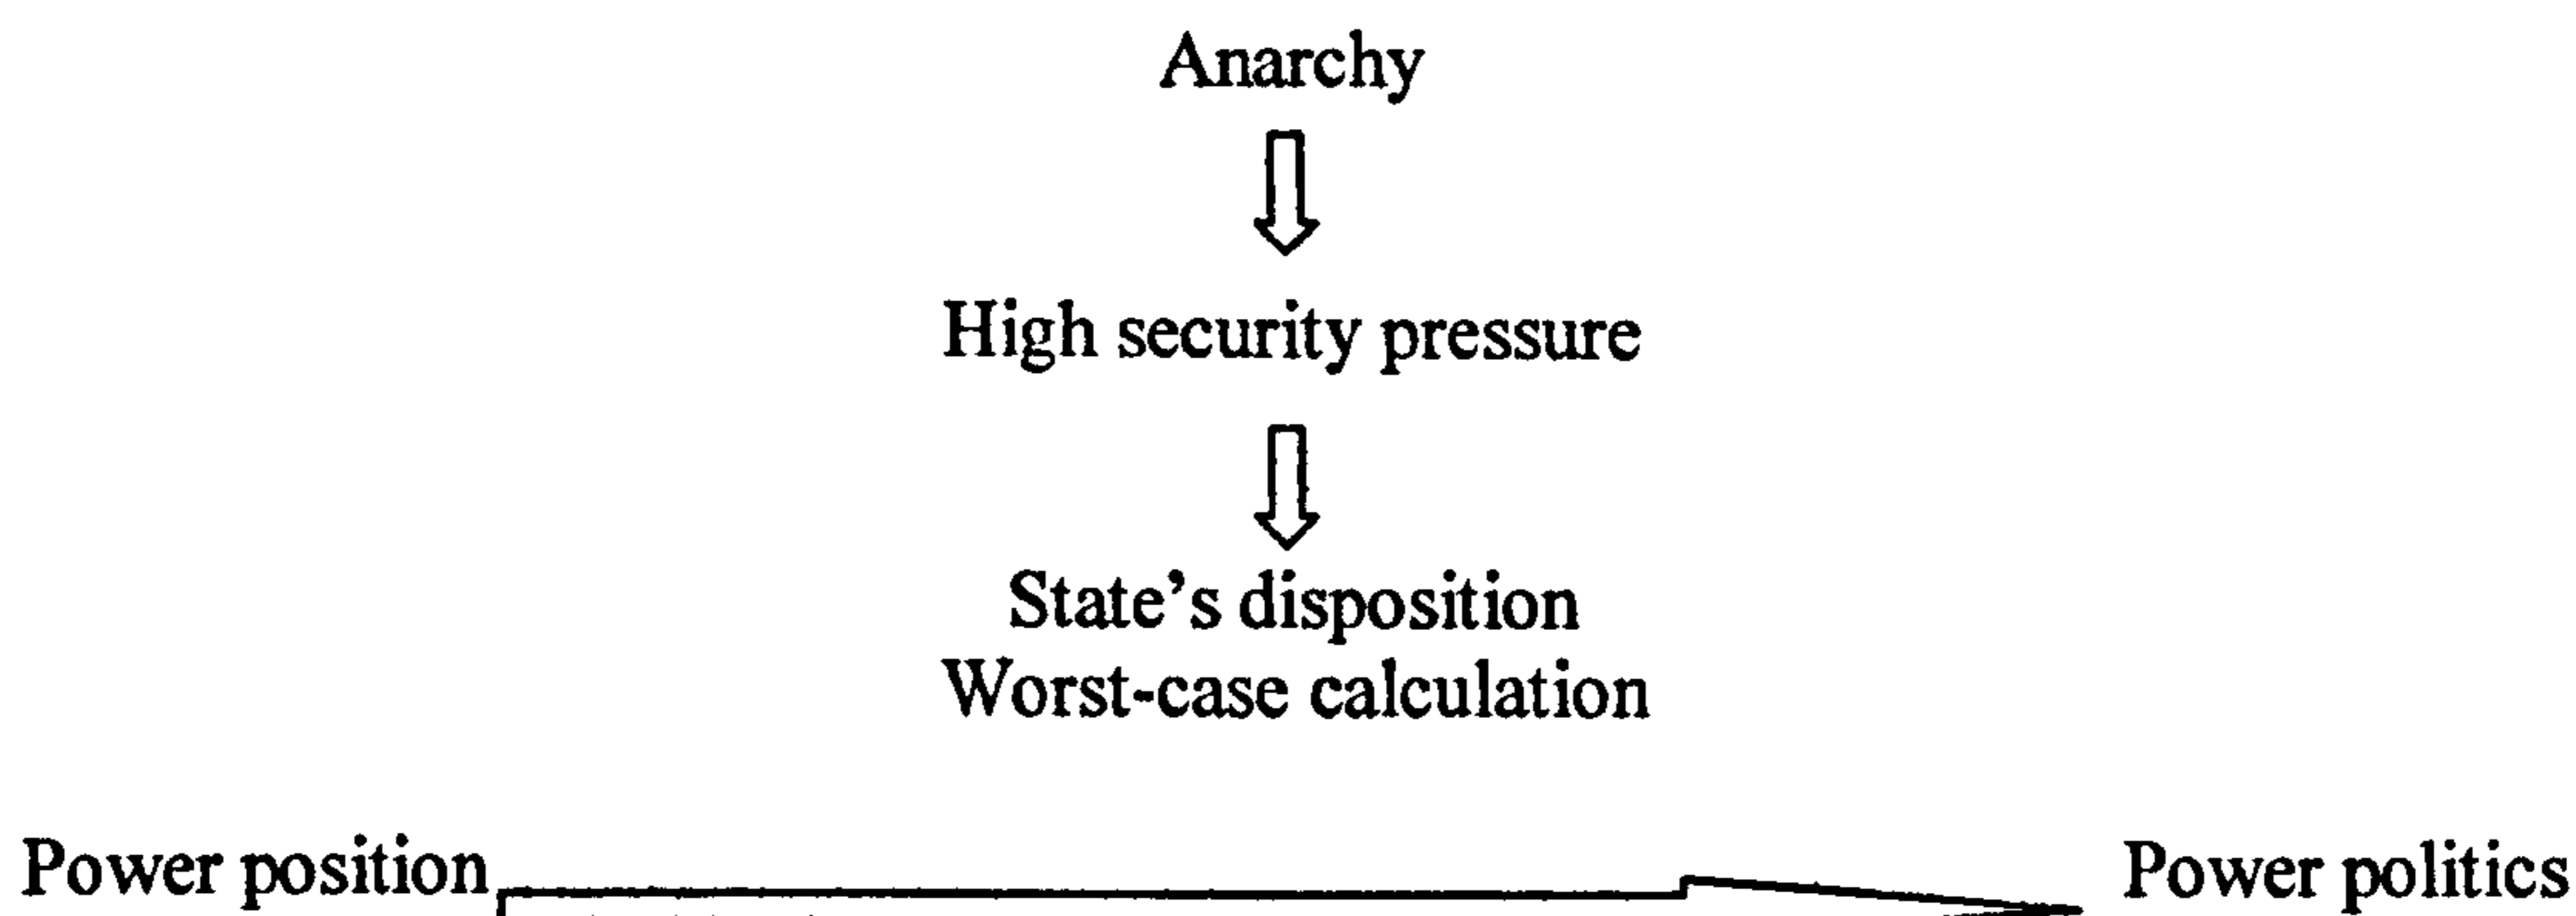 Anarchy
High security pressure
State’s disposition
Worst-case calculation
Power position
Power politics